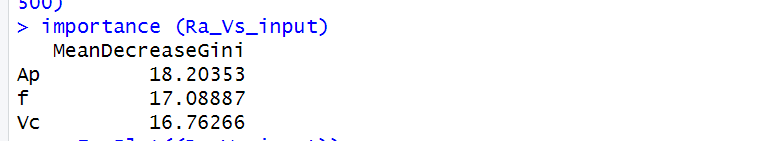 500)
> importance (Ra_Vs_input)
MeanDecreaseGini
Ap 18.20353
f 17.08887
Vc 16.76266